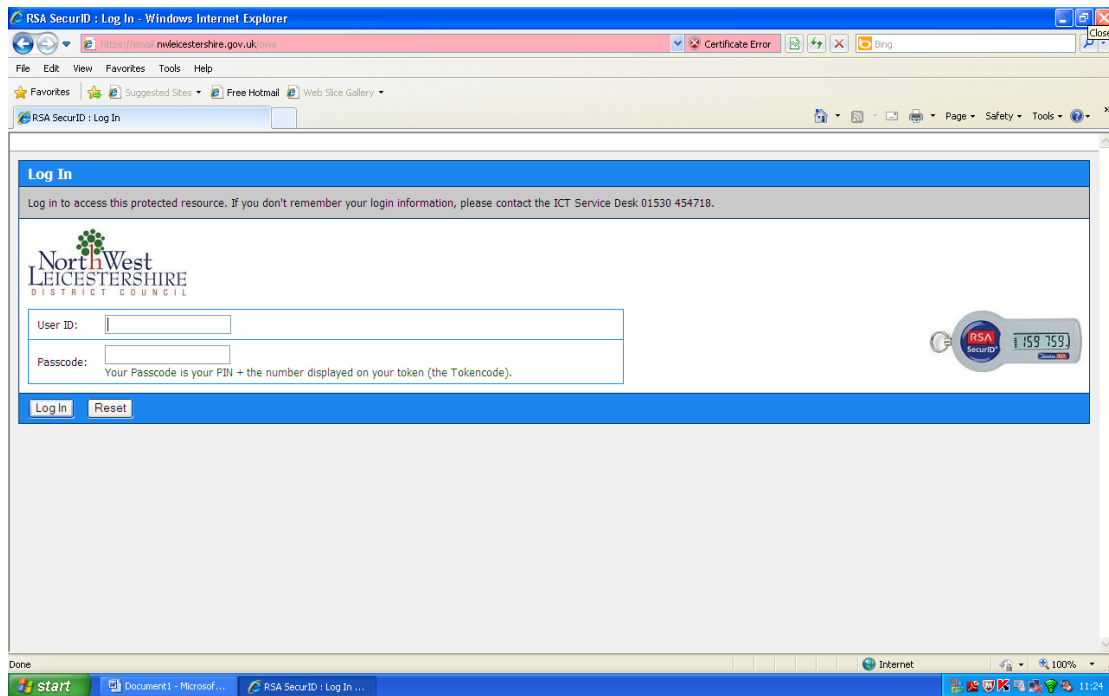 RSA SecurID : Log In - Windows Internet Explorer
https://email.nwleicestershire.gov.uk/owa
Certificate Error
Bing
Close
File Edit View Favorites Tools Help
Favorites Suggested Sites Free Hotmail Web Slice Gallery
RSA SecurID : Log In
Page Safety Tools
Log In
Log in to access this protected resource. If you don't remember your login information, please contact the ICT Service Desk 01530 454718.
North West
LEICESTERSHIRE
DISTRICT COUNCIL
User ID:
Passcode:
Your Passcode is your PIN + the number displayed on your token (the Tokencode).
RSA
SecurID
159 759
Log In Reset
Done
Internet
100%
start
Document1 - Microsof...
RSA SecurID : Log In ...
11:24